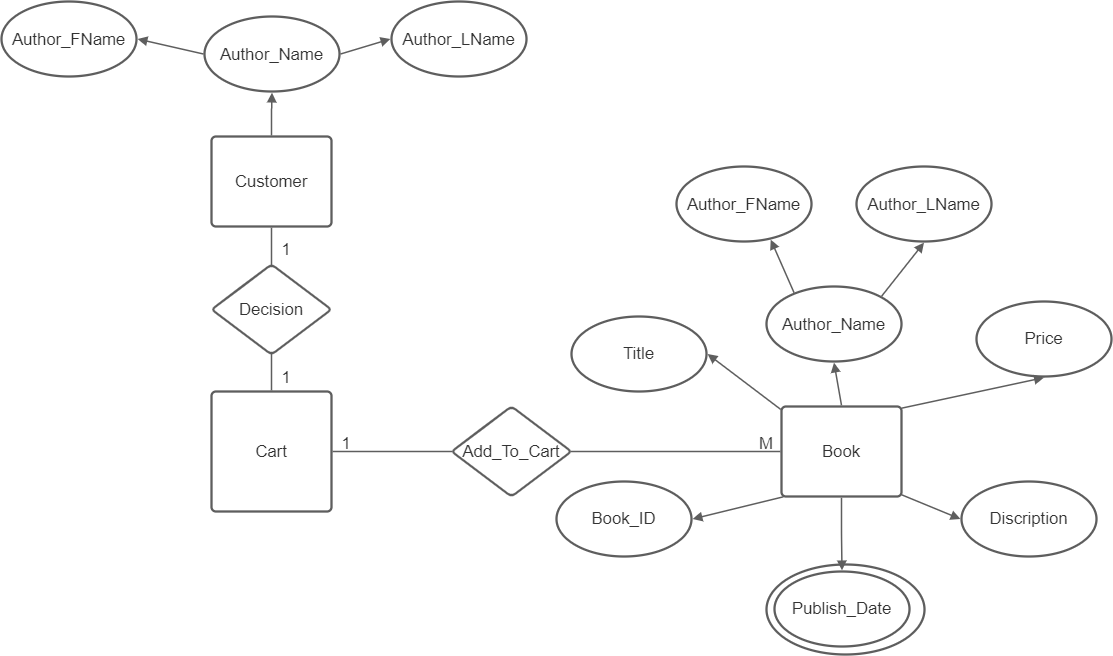 Author_FName
Author_Name
Author_LName
Customer
1
Decision
1
Cart
1
Add_To_Cart
M
Book
Author_FName
Author_LName
Author_Name
Title
Price
Book_ID
Discription
Publish_Date